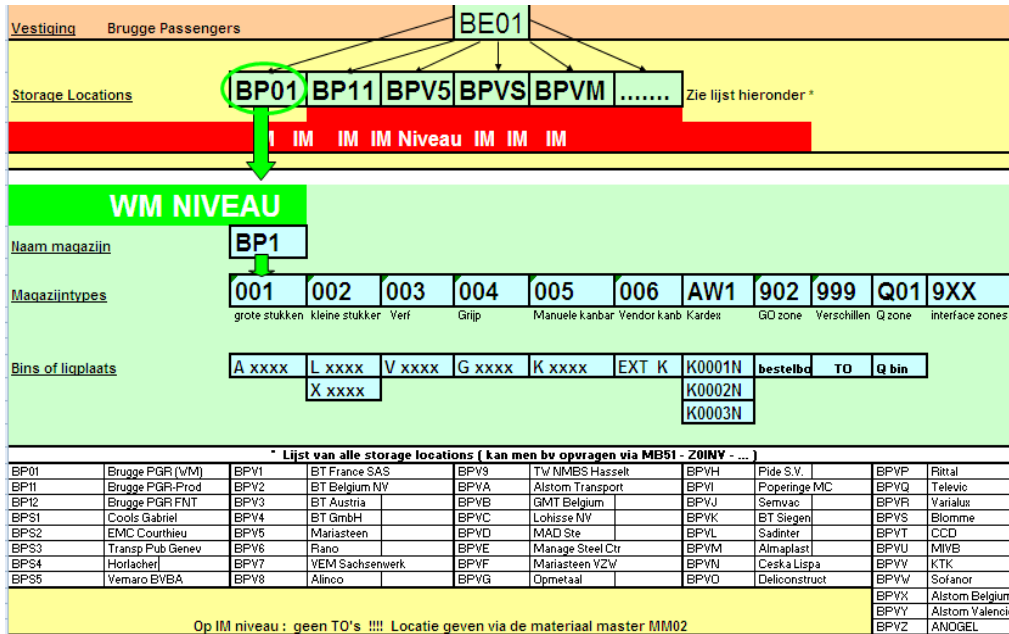 BE01
Vestiging Brugge Passengers
Storage Locations BP01 BP11 BPV5 BPVS BPVM ....... Zie lijst hieronder *
IM IM IM Niveau IM IM IM
WM NIVEAU
Naam magazijn BP1
Magazijntypes 001 002 003 004 005 006 AW1 902 999 Q01 9XX
grote stukken kleine stukker Verf Grijp Manuele kanbar Vendor kanb Kardex GO zone Verschillen Q zone interface zones
Bins of ligplaats A xxxx L xxxx V xxxx G xxxx K xxxx EXT K K0001N bestelbo TO Q bin
X xxxx K0002N
K0003N
* Lijst van alle storage locations ( kan men bv opvragen via MB51 - Z0INV - ... )
BP01 Brugge PGR (WM) BPV1 BT France SAS BPV9 TW NMBS Hasselt BPVH Pide S.V. BPVP Rittal
BP11 Brugge PGR-Prod BPV2 BT Belgium NV BPVA Alstom Transport BPVI Poperinge MC BPVQ Televic
BP12 Brugge PGR FNT BPV3 BT Austria BPVB GMT Belgium BPVJ Semvac BPVR Varialux
BPS1 Cools Gabriel BPV4 BT GmbH BPVC Lohisse NV BPVK BT Siegen BPVS Blomme
BPS2 EMC Courthieu BPV5 Mariasteen BPVD MAD Ste BPVL Sadinter BPVT CCD
BPS3 Transp Pub Genev BPV6 Rano BPVE Manage Steel Ctr BPVM Almaplast BPVU MIVB
BPS4 Horlacher BPV7 VEM Sachsenwerk BPVF Mariasteen VZW BPVN Ceska Lispa BPVV KTK
BPS5 Vemaro BVBA BPV8 Alinco BPVG Opmetaal BPVO Deliconstruct BPVW Sofanor
BPVX Alstom Belgium
BPVY Alstom Valenci
Op IM niveau : geen TO's !!!! Locatie geven via de materiaal master MM02 BPVZ ANOGEL